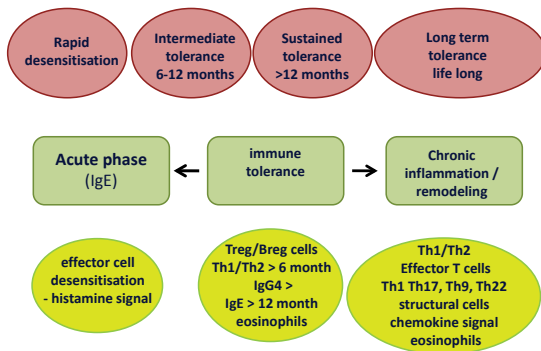 Rapid
desensitisation
Intermediate
tolerance
6-12 months
Sustained
tolerance
>12 months
Long term
tolerance
life long
Acute phase
(IgE)
immune
tolerance
Chronic
inflammation /
remodeling
effector cell
desensitisation
- histamine signal
Treg/Breg cells
Th1/Th2 > 6 month
IgG4 >
IgE > 12 month
eosinophils
Th1/Th2
Effector T cells
Th1 Th17, Th9, Th22
structural cells
chemokine signal
eosinophils